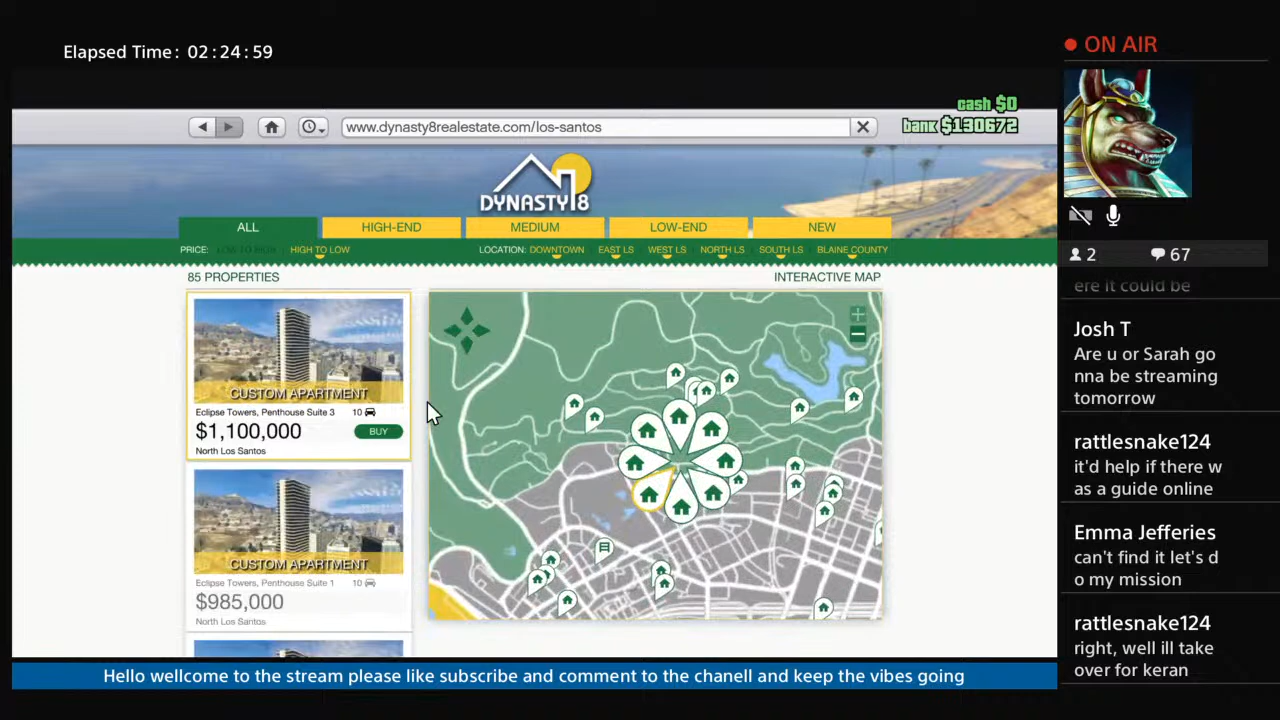 Elapsed Time: 02:24:59
ON AIR
cash $0
bank $130672
www.dynasty8realestate.com/los-santos
DYNASTY8
ALL HIGH-END MEDIUM LOW-END NEW
PRICE: LOW TO HIGH HIGH TO LOW LOCATION: DOWNTOWN EAST LS WEST LS NORTH LS SOUTH LS BLAINE COUNTY
85 PROPERTIES INTERACTIVE MAP
CUSTOM APARTMENT
Eclipse Towers, Penthouse Suite 3 10
$1,100,000 BUY
North Los Santos
CUSTOM APARTMENT
Eclipse Towers, Penthouse Suite 1 10
$985,000
North Los Santos
2 67
ere it could be
Josh T
Are u or Sarah go
nna be streaming
tomorrow
rattlesnake124
it'd help if there w
as a guide online
Emma Jefferies
can't find it let's d
o my mission
rattlesnake124
right, well ill take
over for keran
Hello wellcome to the stream please like subscribe and comment to the chanell and keep the vibes going